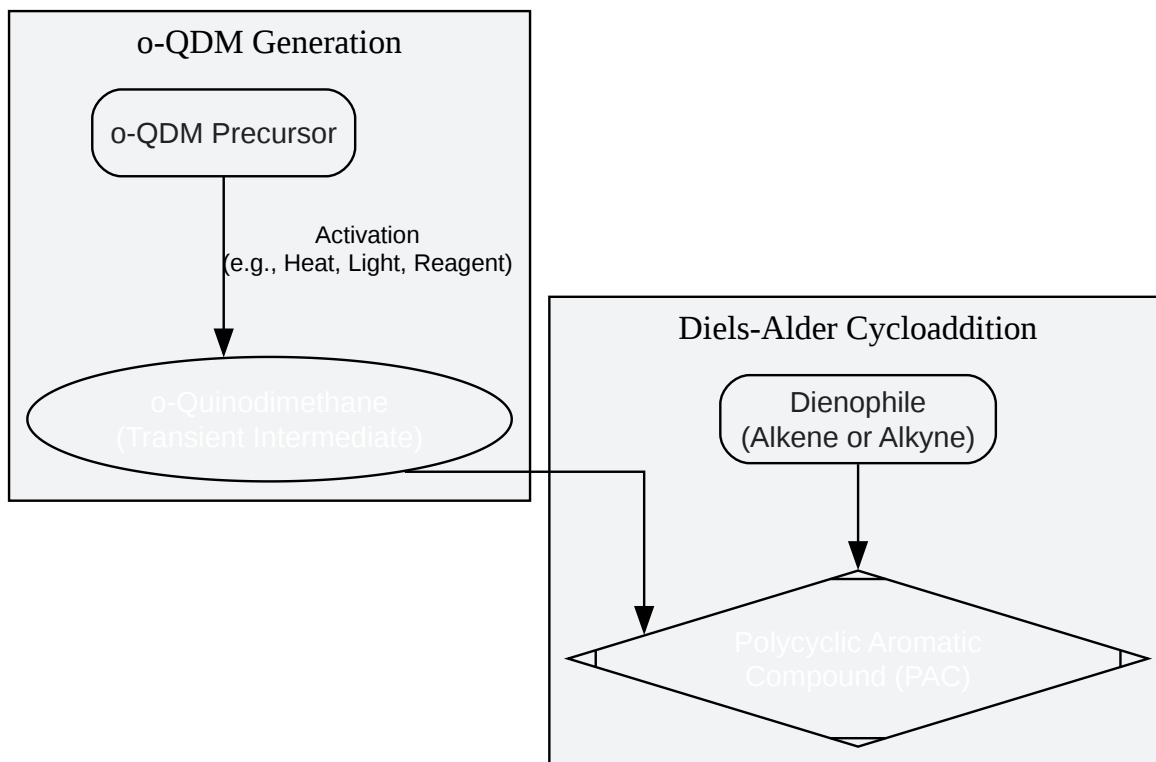 o-QDM Generation
o-QDM Precursor
Activation
(e.g., Heat, Light, Reagent)
o-Quinodimethane
(Transient Intermediate)
Diels-Alder Cycloaddition
Dienophile
(Alkene or Alkyne)
Polycyclic Aromatic
Compound (PAC)